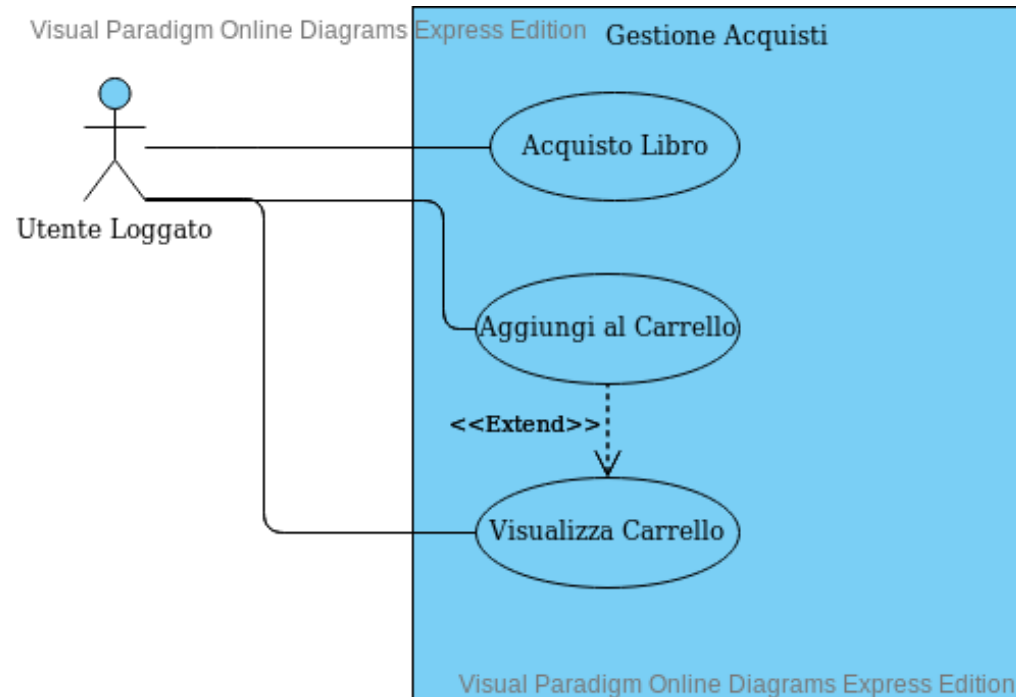 Visual Paradigm Online Diagrams Express Edition
Gestione Acquisti
Acquisto Libro
Utente Loggato
Aggiungi al Carrello
<<Extend>>
Visualizza Carrello
Visual Paradigm Online Diagrams Express Edition